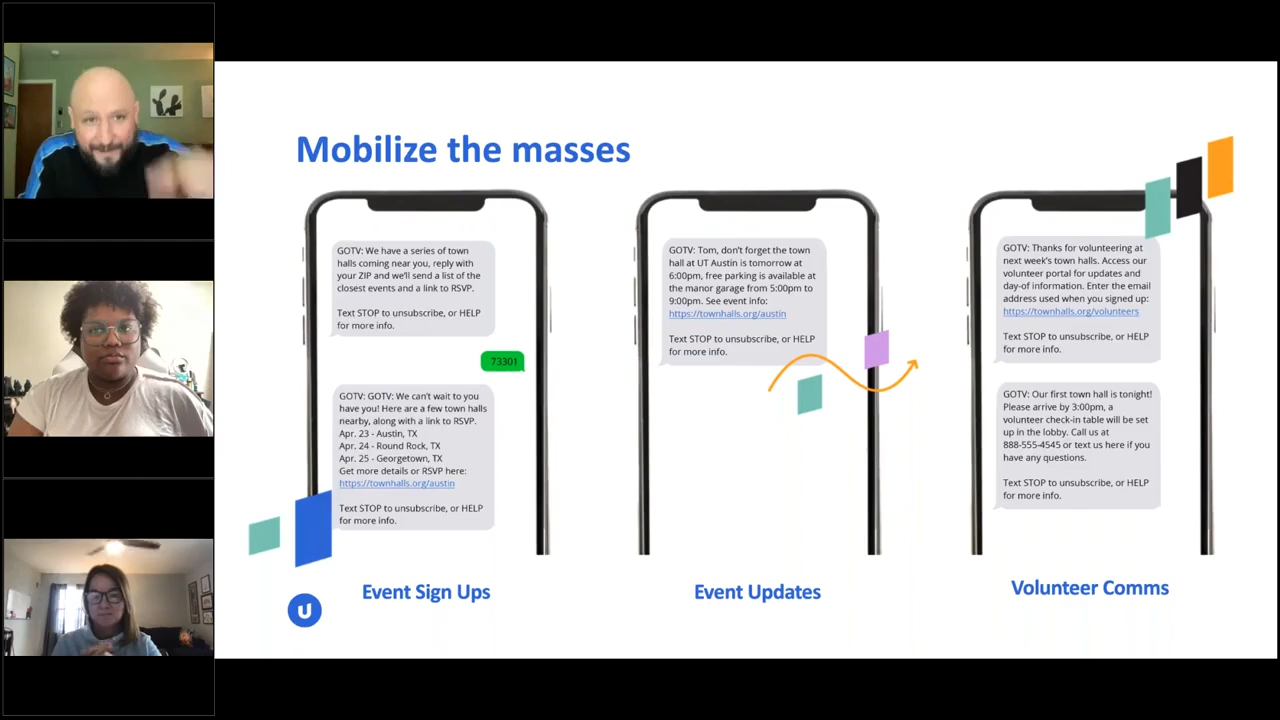 Mobilize the masses
GOTV: We have a series of town
halls coming near you, reply with
your ZIP and we'll send a list of the
closest events and a link to RSVP.
Text STOP to unsubscribe, or HELP
for more info.
73301
GOTV: GOTV: We can't wait to you
have you! Here are a few town halls
nearby, along with a link to RSVP.
Apr. 23 - Austin, TX
Apr. 24 - Round Rock, TX
Apr. 25 - Georgetown, TX
Get more details or RSVP here:
https://townhalls.org/austin
Text STOP to unsubscribe, or HELP
for more info.
Event Sign Ups
GOTV: Tom, don't forget the town
hall at UT Austin is tomorrow at
6:00pm, free parking is available at
the manor garage from 5:00pm to
9:00pm. See event info:
https://townhalls.org/austin
Text STOP to unsubscribe, or HELP
for more info.
Event Updates
GOTV: Thanks for volunteering at
next week's town halls. Access our
volunteer portal for updates and
day-of information. Enter the email
address used when you signed up:
https://townhalls.org/volunteers
Text STOP to unsubscribe, or HELP
for more info.
GOTV: Our first town hall is tonight!
Please arrive by 3:00pm, a
volunteer check-in table will be set
up in the lobby. Call us at
888-555-4545 or text us here if you
have any questions.
Text STOP to unsubscribe, or HELP
for more info.
Volunteer Comms
U